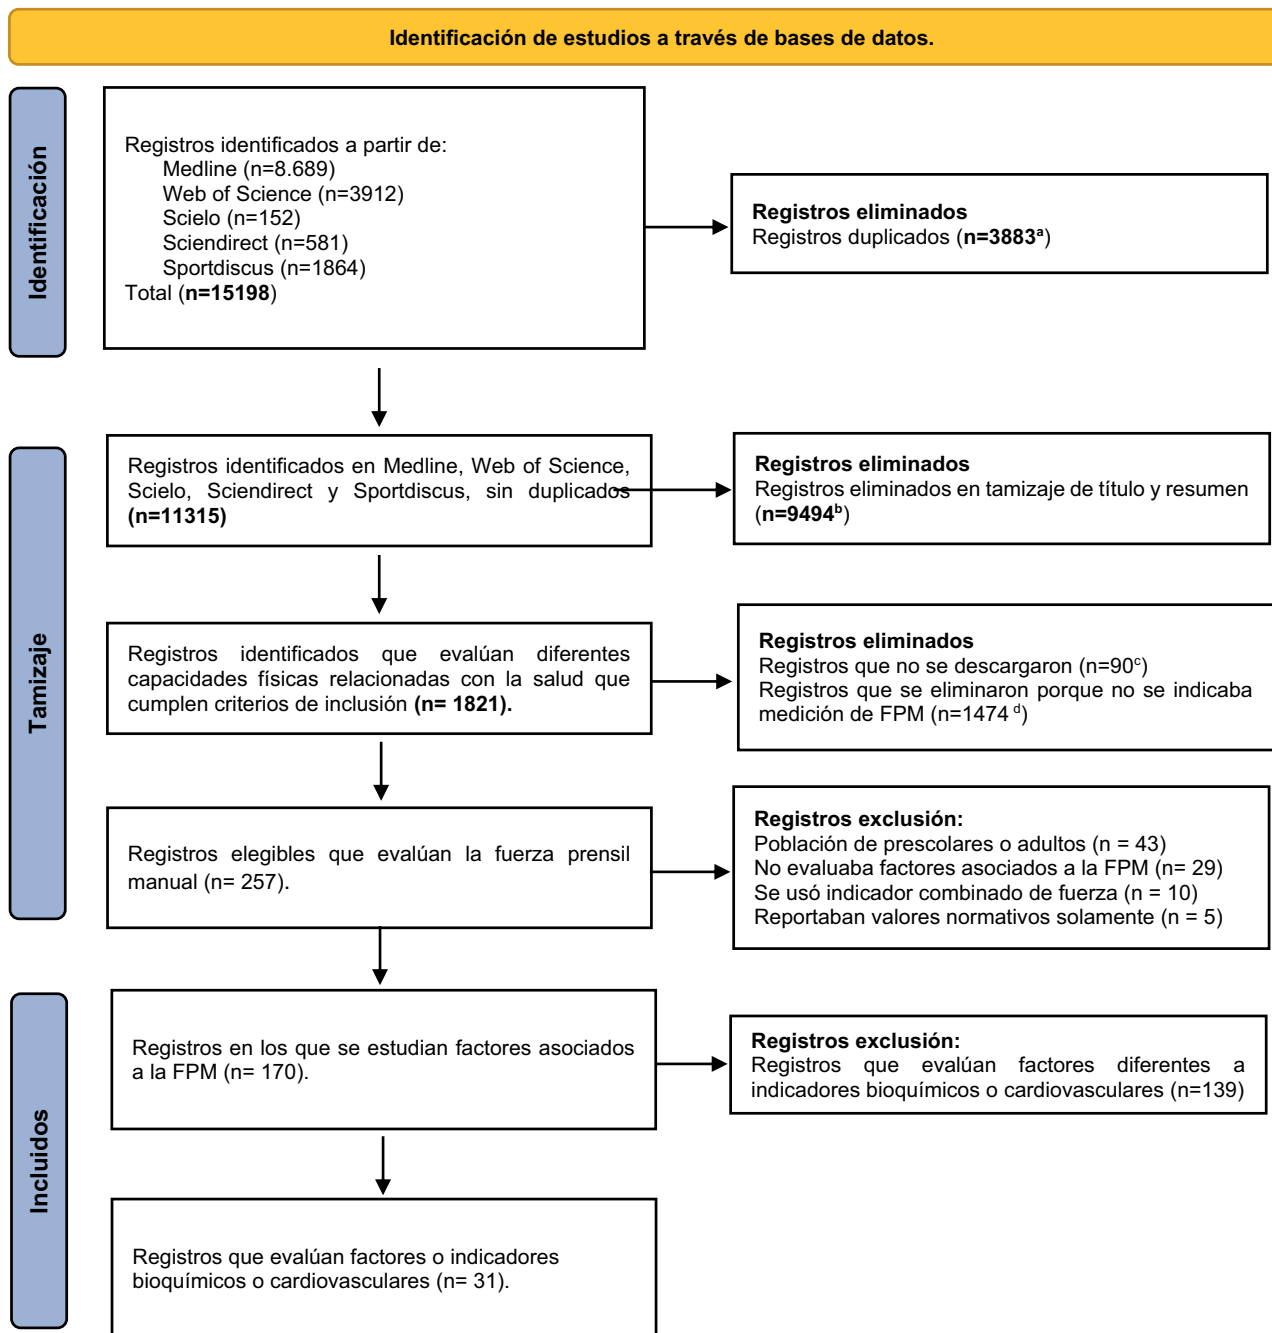 Identificación de estudios a través de bases de datos.
Identificación
Registros identificados a partir de:
Medline (n=8.689)
Web of Science (n=3912)
Scielo (n=152)
Sciendirect (n=581)
Sportdiscus (n=1864)
Total (n=15198)
Registros eliminados
Registros duplicados (n=3883ª)
Tamizaje
Registros identificados en Medline, Web of Science,
Scielo, Sciendirect y Sportdiscus, sin duplicados
(n=11315)
Registros eliminados
Registros eliminados en tamizaje de título y resumen
(n=9494ᵇ)
Registros identificados que evalúan diferentes
capacidades físicas relacionadas con la salud que
cumplen criterios de inclusión (n= 1821).
Registros eliminados
Registros que no se descargaron (n=90ᶜ)
Registros que se eliminaron porque no se indicaba
medición de FPM (n=1474 ᵈ)
Registros elegibles que evalúan la fuerza prensil
manual (n= 257).
Registros exclusión:
Población de prescolares o adultos (n = 43)
No evaluaba factores asociados a la FPM (n= 29)
Se usó indicador combinado de fuerza (n = 10)
Reportaban valores normativos solamente (n = 5)
Incluidos
Registros en los que se estudian factores asociados
a la FPM (n= 170).
Registros exclusión:
Registros que evalúan factores diferentes a
indicadores bioquímicos o cardiovasculares (n=139)
Registros que evalúan factores o indicadores
bioquímicos o cardiovasculares (n= 31).